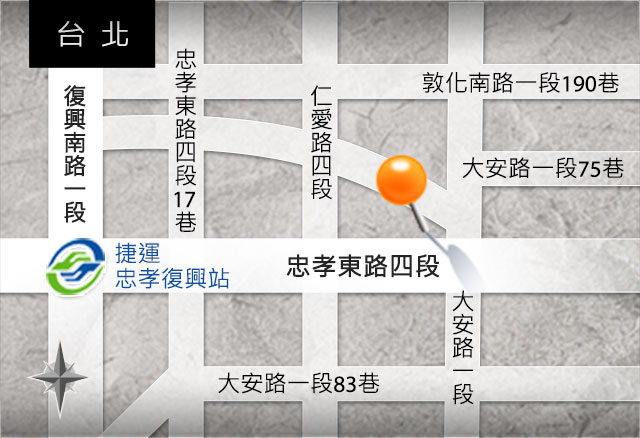 台北
復興南路一段
忠孝東路四段17巷
仁愛路四段
敦化南路一段190巷
大安路一段75巷
捷運
忠孝復興站
忠孝東路四段
大安路一段
大安路一段83巷